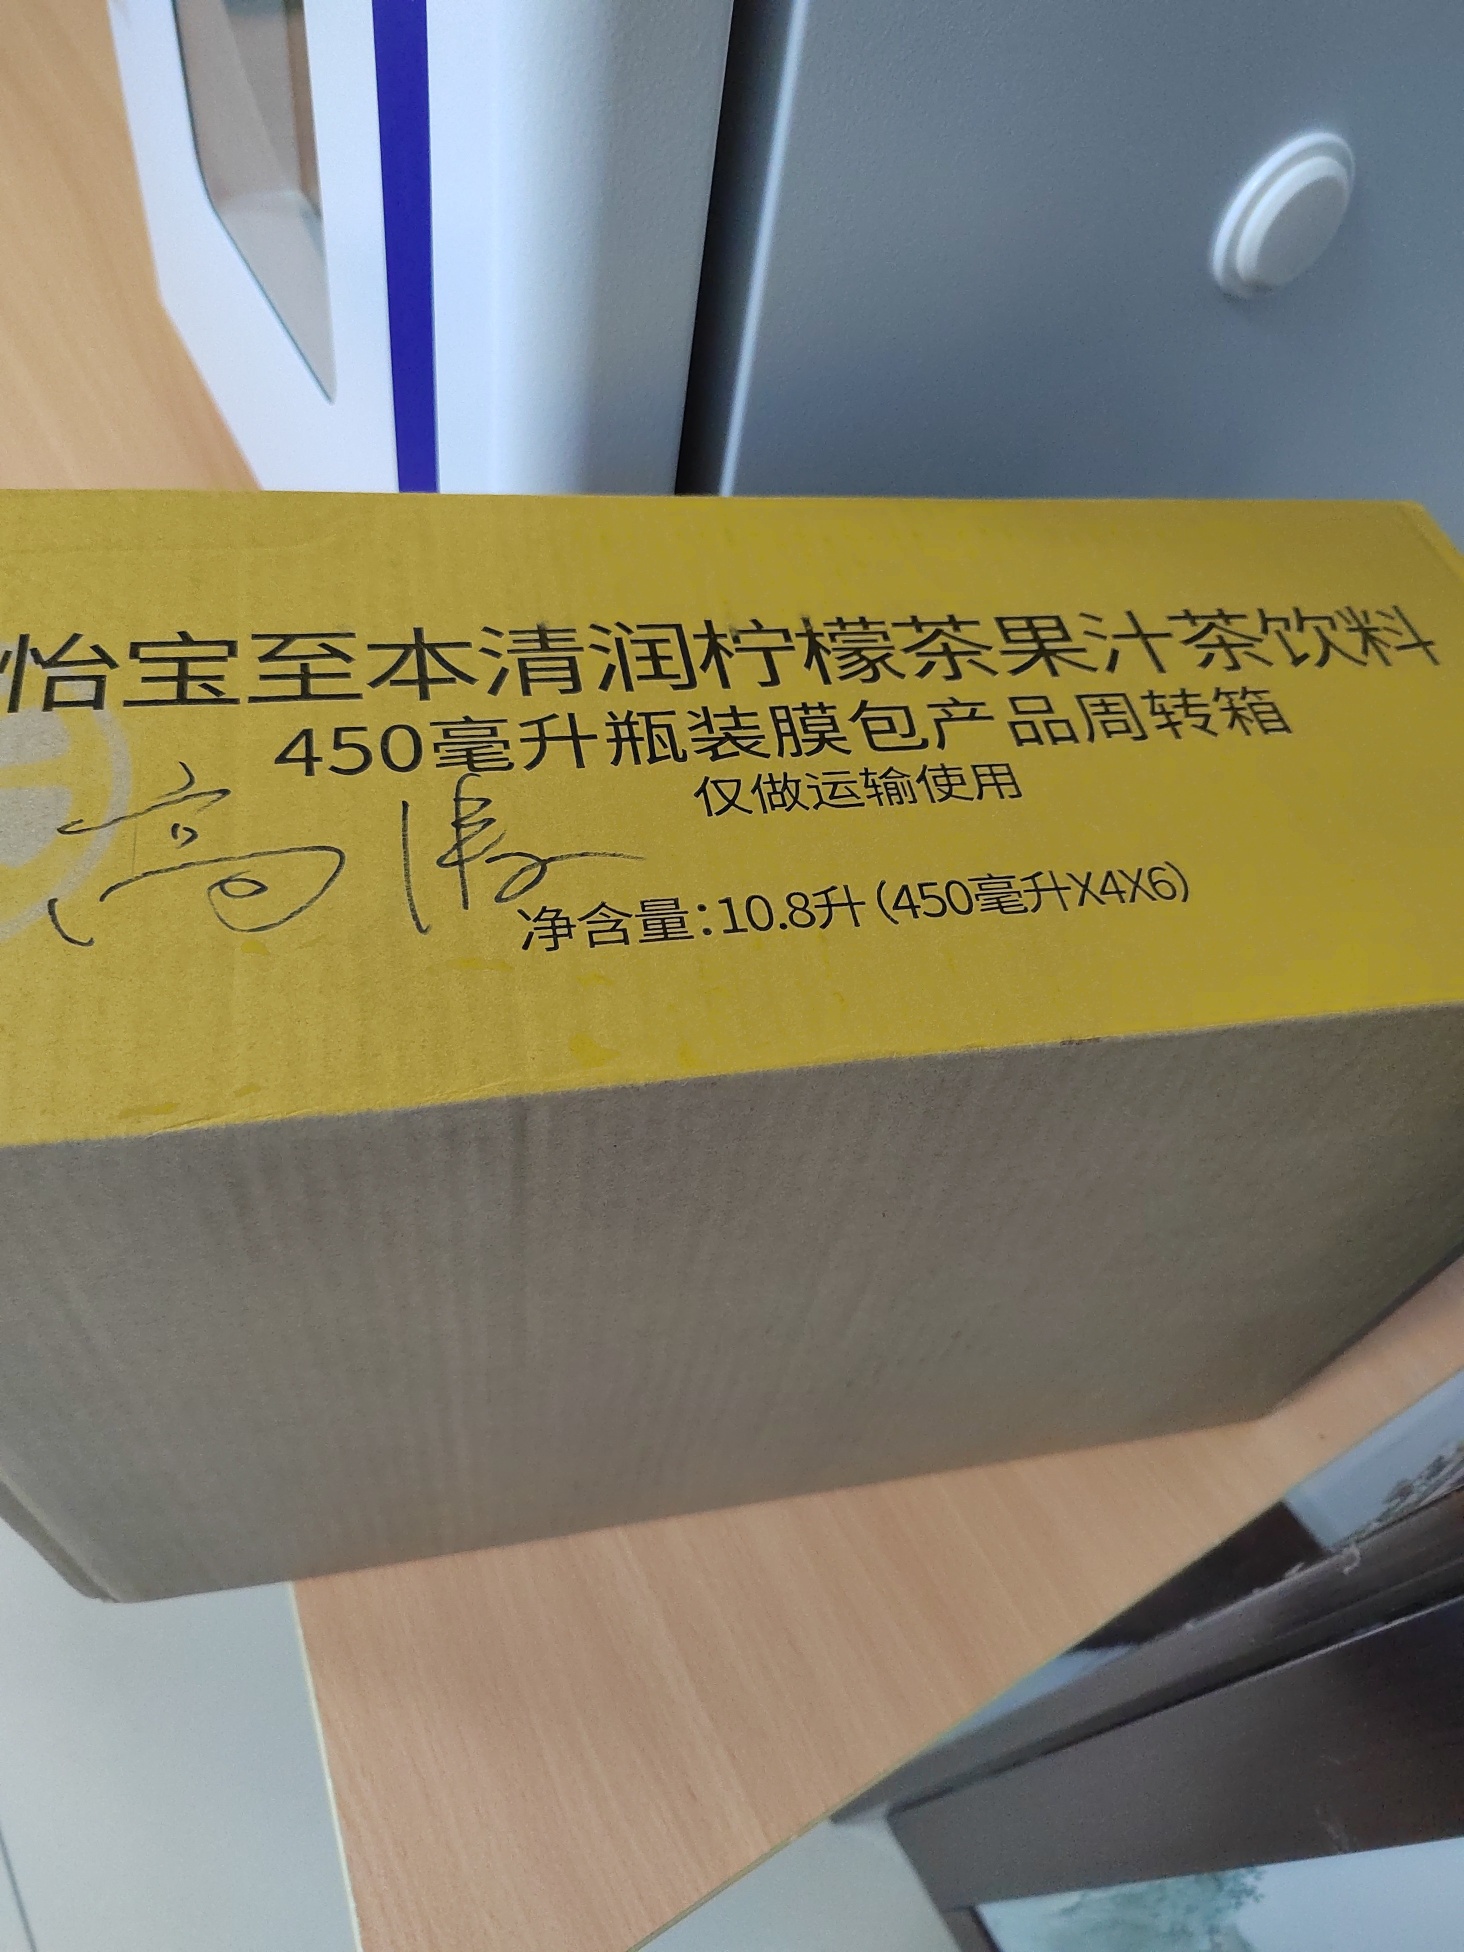 怡宝至本清润柠檬茶果汁茶饮料
450毫升瓶装膜包产品周转箱
仅做运输使用
高
净含量:10.8升(450毫升X4X6)